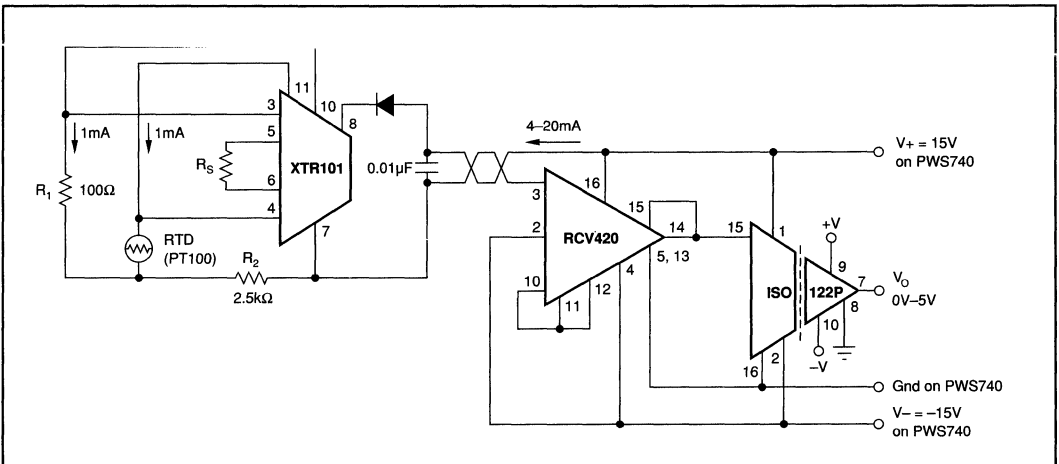 11
10
3
8
1mA
1mA
5
4–20mA
V+ = 15V
on PWS740
R_S
XTR101
0.01µF
16
R₁
100Ω
6
3
15
4
2
14
15
1
+V
RTD
(PT100)
7
RCV420
5, 13
9
R₂
2.5kΩ
10
12
4
ISO
122P
7
V_O
0V–5V
11
8
10
2
16
–V
Gnd on PWS740
V– = –15V
on PWS740